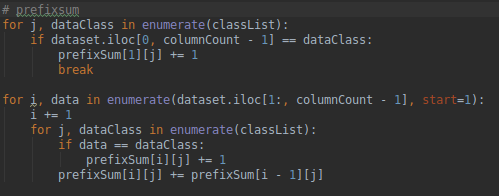 # prefixsum
for j, dataClass in enumerate(classList):
    if dataset.iloc[0, columnCount - 1] == dataClass:
        prefixSum[1][j] += 1
        break

for i, data in enumerate(dataset.iloc[1:, columnCount - 1], start=1):
    i += 1
    for j, dataClass in enumerate(classList):
        if data == dataClass:
            prefixSum[i][j] += 1
        prefixSum[i][j] += prefixSum[i - 1][j]